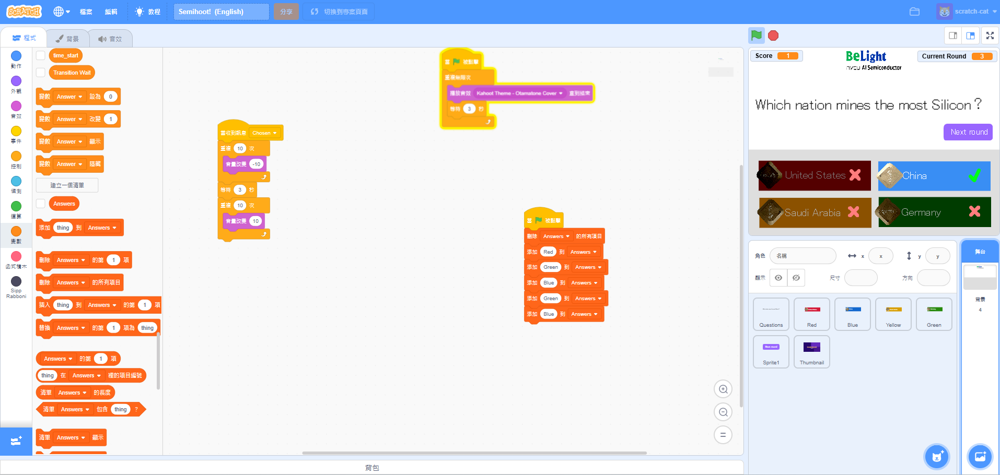 SCRATCH
檔案
編輯
教程
Semihoot! (English)
分享
切換到專案頁面
scratch-cat
程式
背景
音效
動作
外觀
音效
事件
控制
偵測
運算
變數
函式積木
Sipp
Rabboni
time_start
Transition Wait
變數 Answer 設為 0
變數 Answer 改變 1
變數 Answer 顯示
變數 Answer 隱藏
建立一個清單
Answers
添加 thing 到 Answers
刪除 Answers 的第 1 項
刪除 Answers 的所有項目
插入 thing 到 Answers 的第 1 項
替換 Answers 的第 1 項為 thing
Answers 的第 1 項
thing 在 Answers 裡的項目編號
清單 Answers 的長度
清單 Answers 包含 thing ?
清單 Answers 顯示
當收到訊息 Chosen
重複 10 次
音量改變 -10
等待 3 秒
重複 10 次
音量改變 10
當 被點擊
重複無限次
播放音效 Kahoot Theme - Otamatone Cover 直到結束
等待 3 秒
當 被點擊
刪除 Answers 的所有項目
添加 Red 到 Answers
添加 Green 到 Answers
添加 Blue 到 Answers
添加 Green 到 Answers
添加 Blue 到 Answers
背包
Score 1
BeLight
nycu AI Semiconductor
Current Round 3
Which nation mines the most Silicon？
Next round
United States
China
Saudi Arabia
Germany
角色 名稱 x x y y
顯示 尺寸 方向
Questions
Red
Blue
Yellow
Green
Next round
Sprite1
Thumbnail
舞台
背景
4